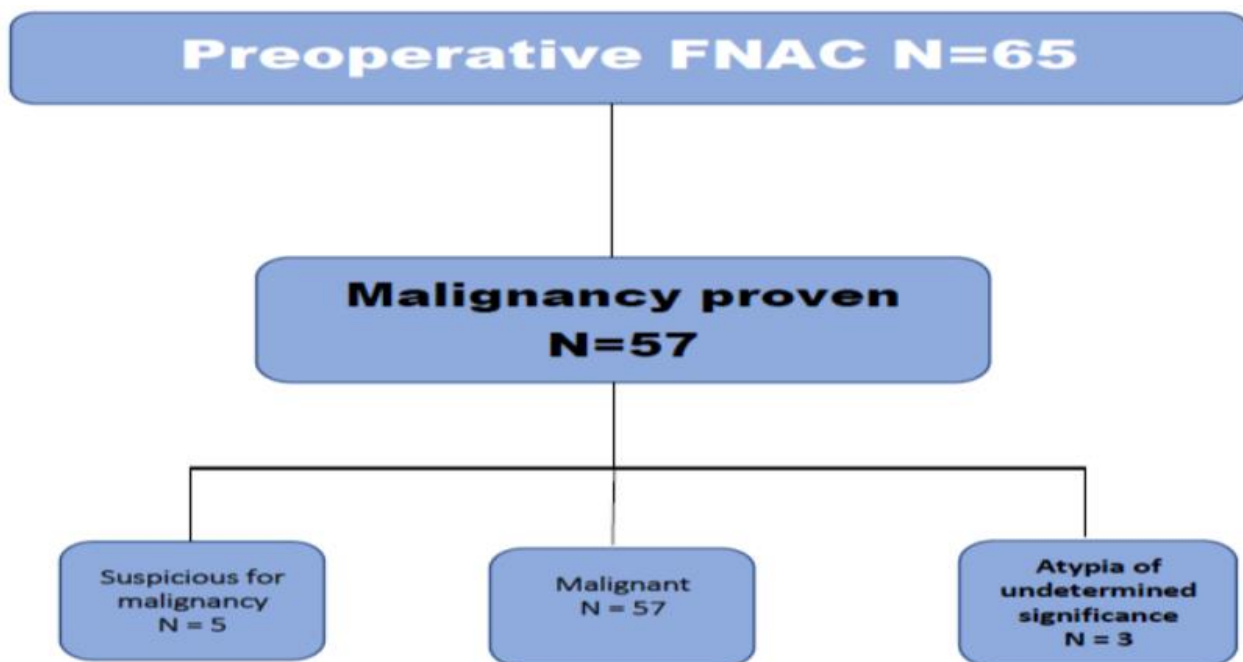 Preoperative FNAC N=65
Malignancy proven
N=57
Suspicious for
malignancy
N = 5
Malignant
N = 57
Atypia of
undetermined
significance
N = 3